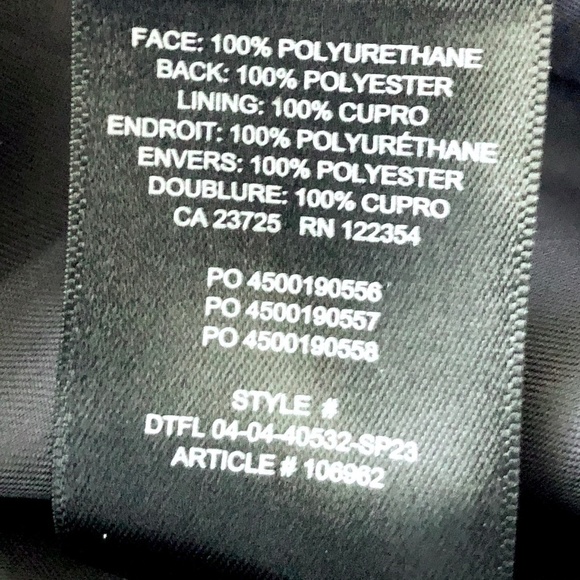 FACE: 100% POLYURETHANE
BACK: 100% POLYESTER
LINING: 100% CUPRO
ENDROIT: 100% POLYURÉTHANE
ENVERS: 100% POLYESTER
DOUBLURE: 100% CUPRO
CA 23725 RN 122354
PO 4500190556
PO 4500190557
PO 4500190558
STYLE #
DTFL 04-04-40532-SP23
ARTICLE # 106962